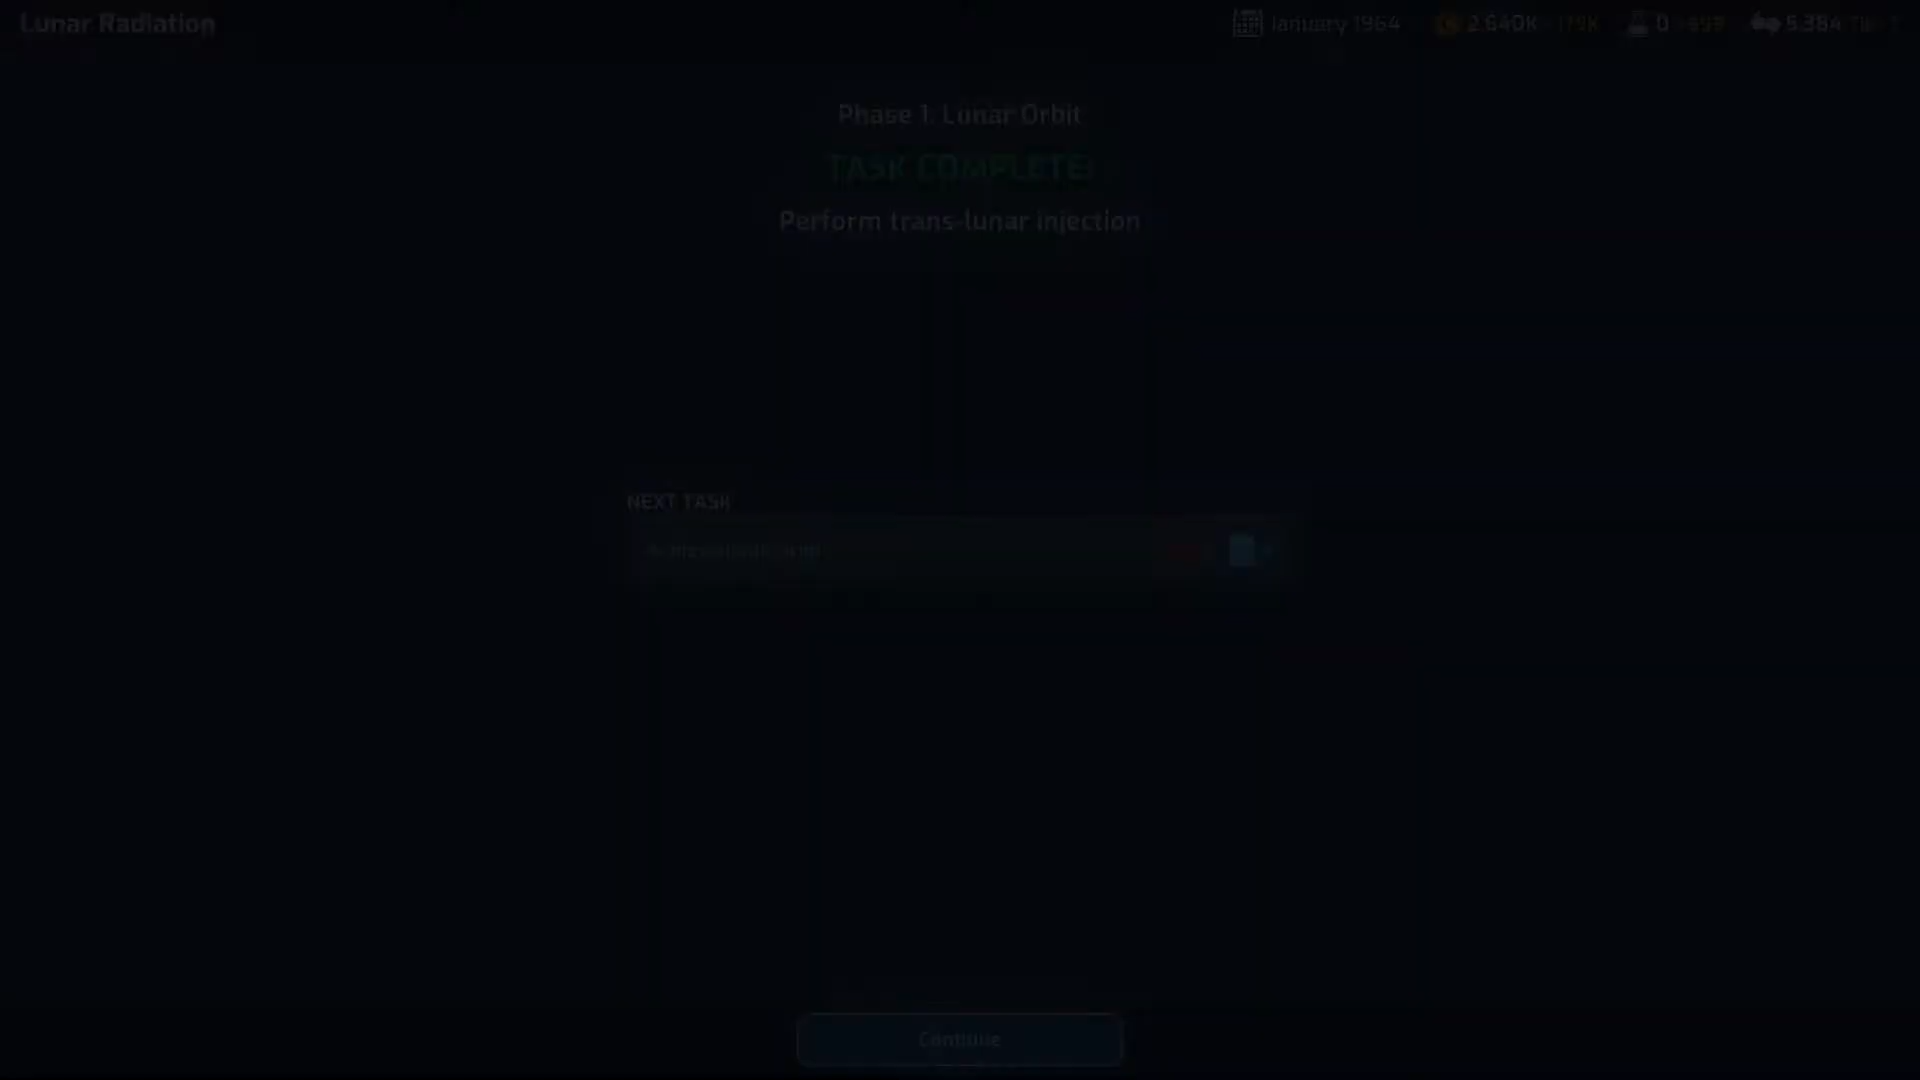 Lunar Radiation
January 1964
2.640K
0
5.384
Phase 1: Lunar Orbit
TASK COMPLETE!
Perform trans-lunar injection
NEXT TASK
Continue